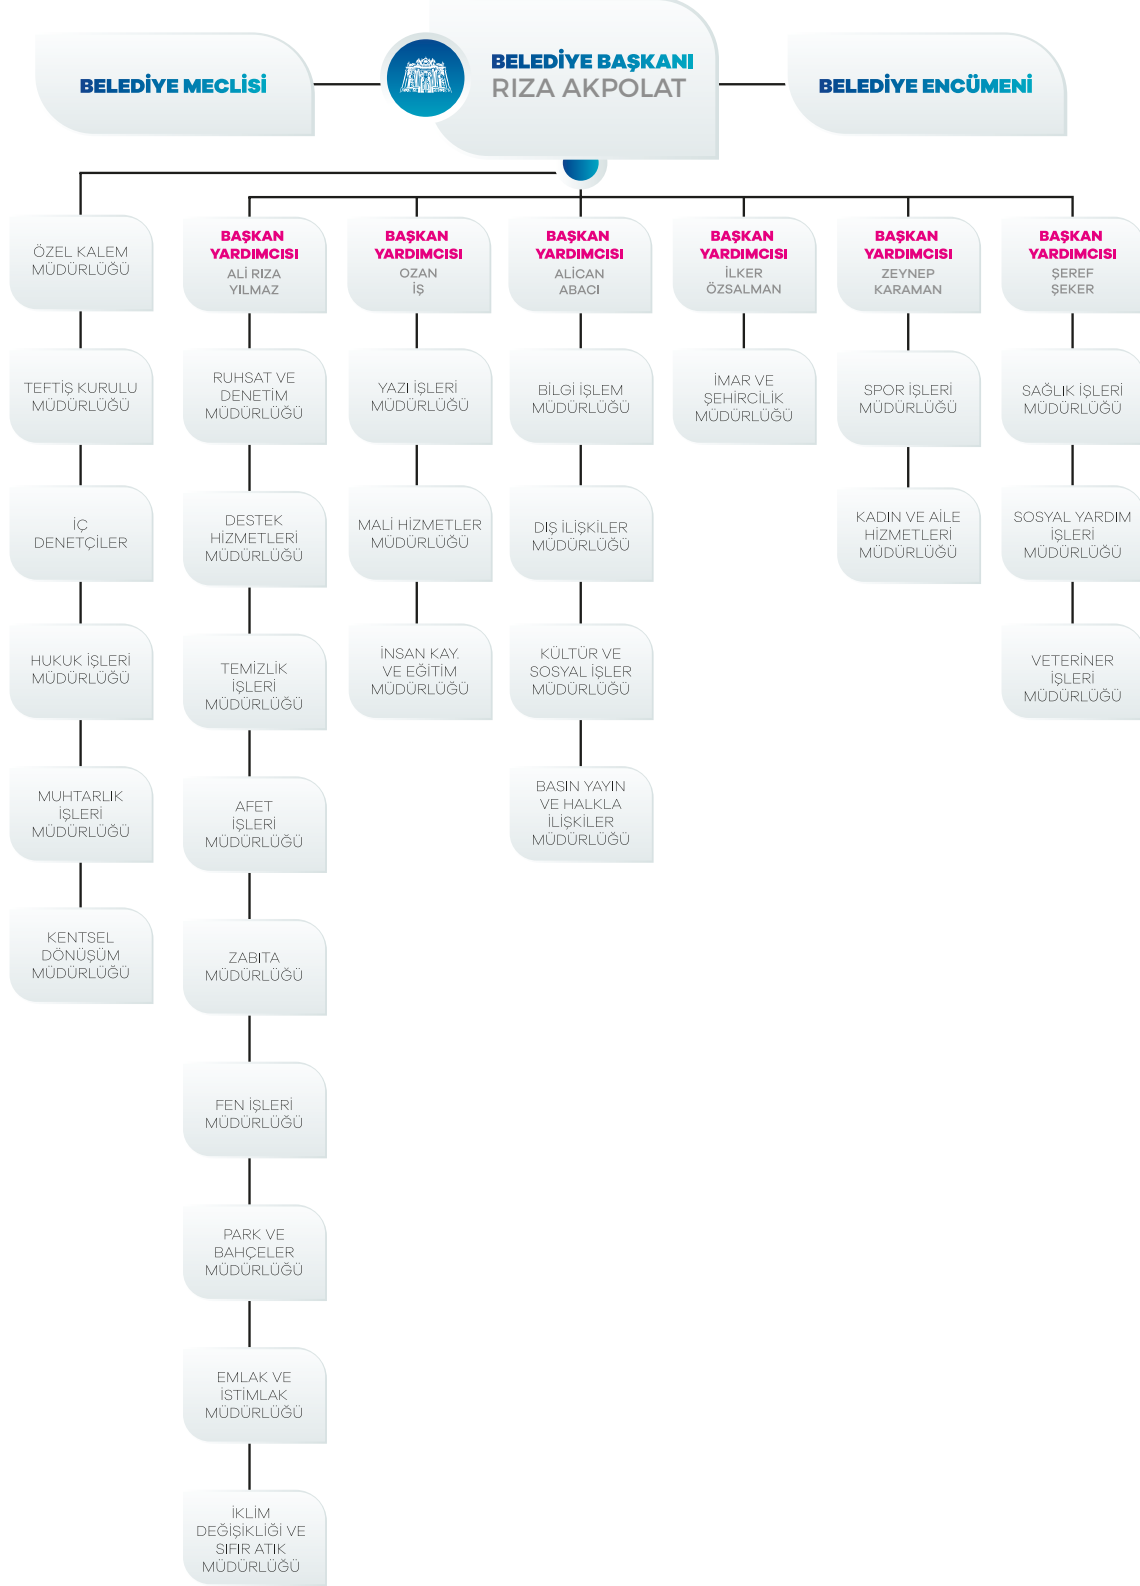 BELEDİYE MECLİSİ
BELEDİYE BAŞKANI
RIZA AKPOLAT
BELEDİYE ENCÜMENİ
ÖZEL KALEM
MÜDÜRLÜĞÜ
TEFTİŞ KURULU
MÜDÜRLÜĞÜ
İÇ
DENETÇİLER
HUKUK İŞLERİ
MÜDÜRLÜĞÜ
MUHTARLIK
İŞLERİ
MÜDÜRLÜĞÜ
KENTSEL
DÖNÜŞÜM
MÜDÜRLÜĞÜ
BAŞKAN
YARDIMCISI
ALİ RIZA
YILMAZ
RUHSAT VE
DENETİM
MÜDÜRLÜĞÜ
DESTEK
HİZMETLERİ
MÜDÜRLÜĞÜ
TEMİZLİK
İŞLERİ
MÜDÜRLÜĞÜ
AFET
İŞLERİ
MÜDÜRLÜĞÜ
ZABITA
MÜDÜRLÜĞÜ
FEN İŞLERİ
MÜDÜRLÜĞÜ
PARK VE
BAHÇELER
MÜDÜRLÜĞÜ
EMLAK VE
İSTİMLAK
MÜDÜRLÜĞÜ
İKLİM
DEĞİŞİKLİĞİ VE
SIFIR ATIK
MÜDÜRLÜĞÜ
BAŞKAN
YARDIMCISI
OZAN
İŞ
YAZI İŞLERİ
MÜDÜRLÜĞÜ
MALİ HİZMETLER
MÜDÜRLÜĞÜ
İNSAN KAY.
VE EĞİTİM
MÜDÜRLÜĞÜ
BAŞKAN
YARDIMCISI
ALİCAN
ABACI
BİLGİ İŞLEM
MÜDÜRLÜĞÜ
DIŞ İLİŞKİLER
MÜDÜRLÜĞÜ
KÜLTÜR VE
SOSYAL İŞLER
MÜDÜRLÜĞÜ
BASIN YAYIN
VE HALKLA
İLİŞKİLER
MÜDÜRLÜĞÜ
BAŞKAN
YARDIMCISI
İLKER
ÖZSALMAN
İMAR VE
ŞEHİRCİLİK
MÜDÜRLÜĞÜ
BAŞKAN
YARDIMCISI
ZEYNEP
KARAMAN
SPOR İŞLERİ
MÜDÜRLÜĞÜ
KADIN VE AİLE
HİZMETLERİ
MÜDÜRLÜĞÜ
BAŞKAN
YARDIMCISI
ŞEREF
ŞEKER
SAĞLIK İŞLERİ
MÜDÜRLÜĞÜ
SOSYAL YARDIM
İŞLERİ
MÜDÜRLÜĞÜ
VETERİNER
İŞLERİ
MÜDÜRLÜĞÜ